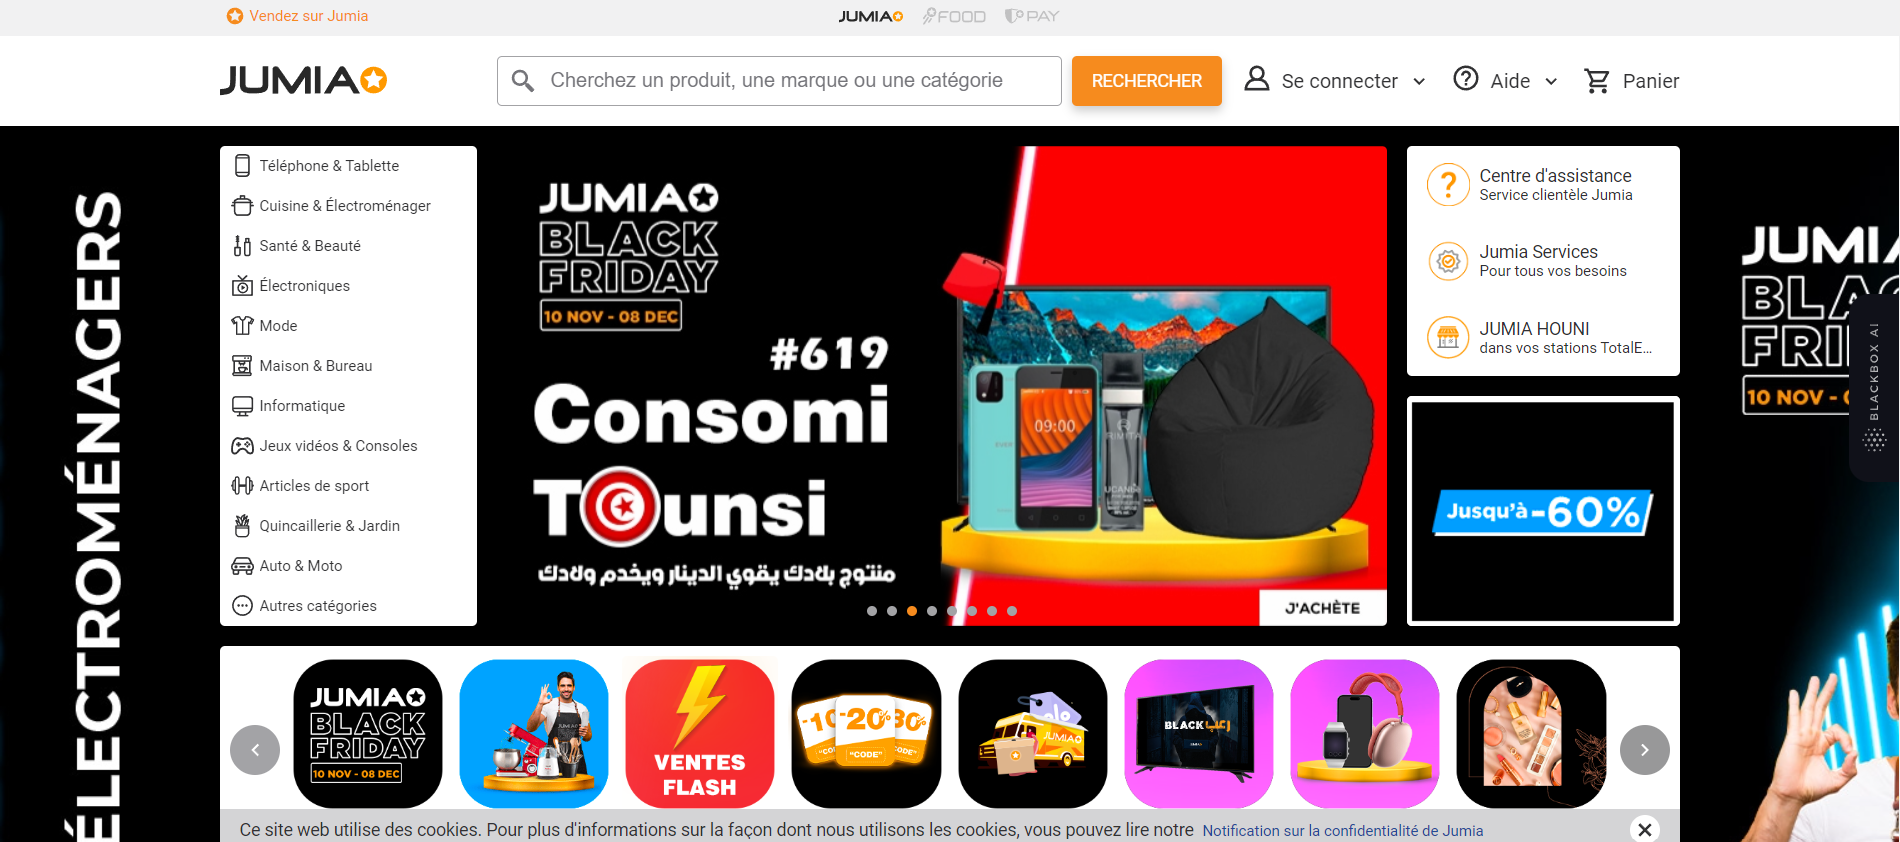 Vendez sur Jumia
JUMIA
FOOD
PAY
JUMIA
Cherchez un produit, une marque ou une catégorie
RECHERCHER
Se connecter
Aide
Panier
ÉLECTROMÉNAGERS
Téléphone & Tablette
Cuisine & Électroménager
Santé & Beauté
Électroniques
Mode
Maison & Bureau
Informatique
Jeux vidéos & Consoles
Articles de sport
Quincaillerie & Jardin
Auto & Moto
Autres catégories
JUMIA
BLACK
FRIDAY
10 NOV - 08 DEC
#619
Consomi
Tounsi
منتوج بلادك يقوي الدينار ويخدم ولادك
09:00
J'ACHÈTE
Centre d'assistance
Service clientèle Jumia
Jumia Services
Pour tous vos besoins
JUMIA HOUNI
dans vos stations TotalE...
Jusqu'à -60%
JUMIA
BLA
FRI
10 NOV - 0
BLACKBOX AI
JUMIA
BLACK
FRIDAY
10 NOV - 08 DEC
VENTES
FLASH
-10
-20%
30%
"CODE"
JUMIA
BLACK
Ce site web utilise des cookies. Pour plus d'informations sur la façon dont nous utilisons les cookies, vous pouvez lire notre Notification sur la confidentialité de Jumia